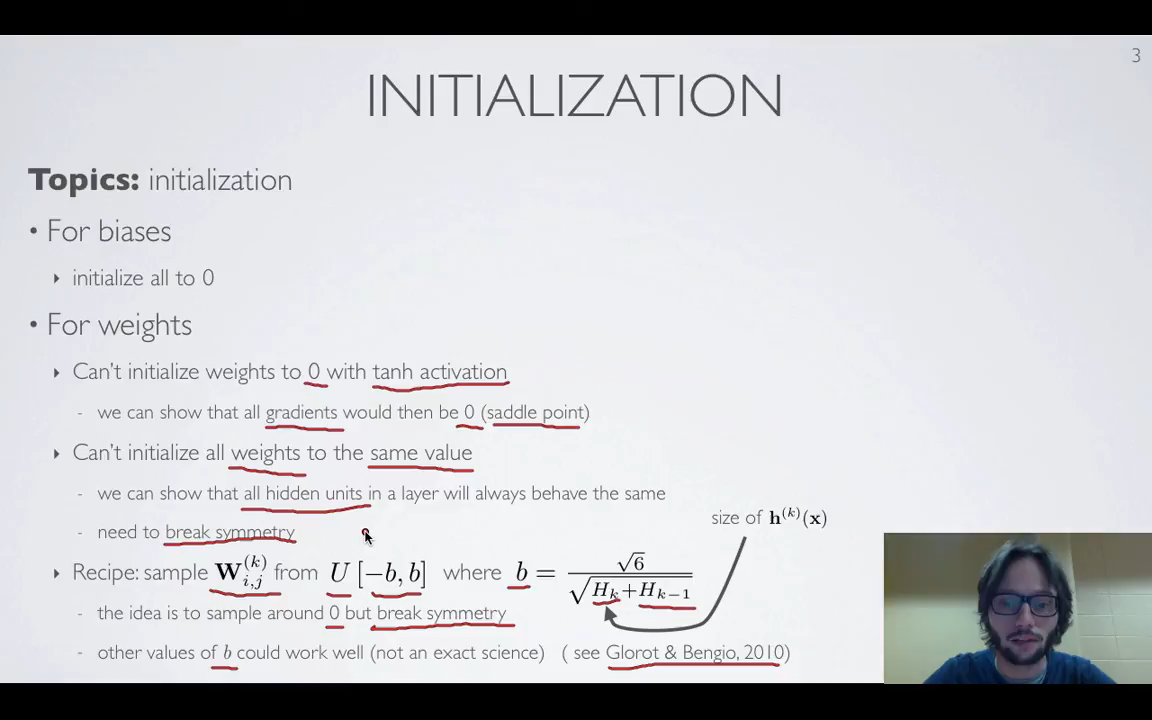 3
INITIALIZATION
Topics: initialization
• For biases
‣ initialize all to 0
• For weights
‣ Can't initialize weights to 0 with tanh activation
- we can show that all gradients would then be 0 (saddle point)
‣ Can't initialize all weights to the same value
- we can show that all hidden units in a layer will always behave the same
- need to break symmetry
size of h^(k)(x)
‣ Recipe: sample W_{i,j}^(k) from U [−b, b] where b = √6 / √(H_k+H_{k−1})
- the idea is to sample around 0 but break symmetry
- other values of b could work well (not an exact science) ( see Glorot & Bengio, 2010)